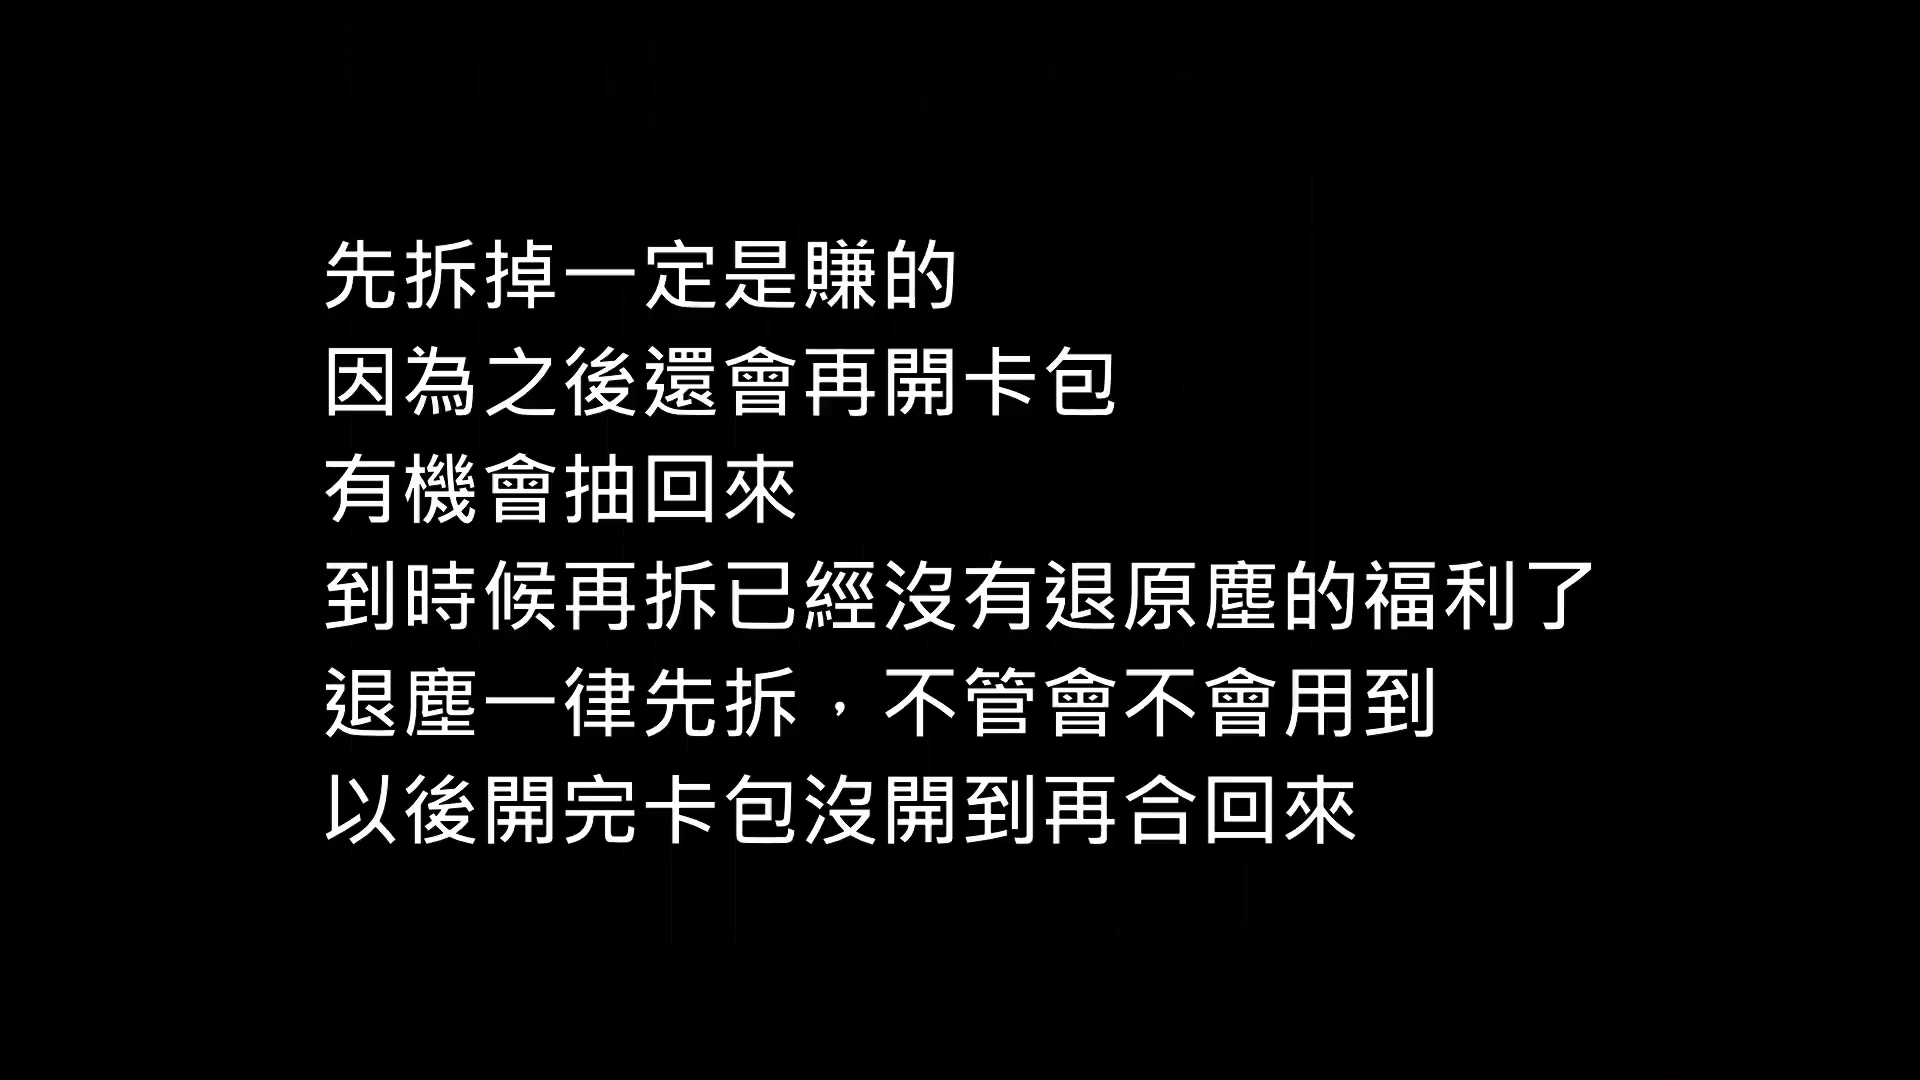 先拆掉一定是賺的
因為之後還會再開卡包
有機會抽回來
到時候再拆已經沒有退原塵的福利了
退塵一律先拆，不管會不會用到
以後開完卡包沒開到再合回來